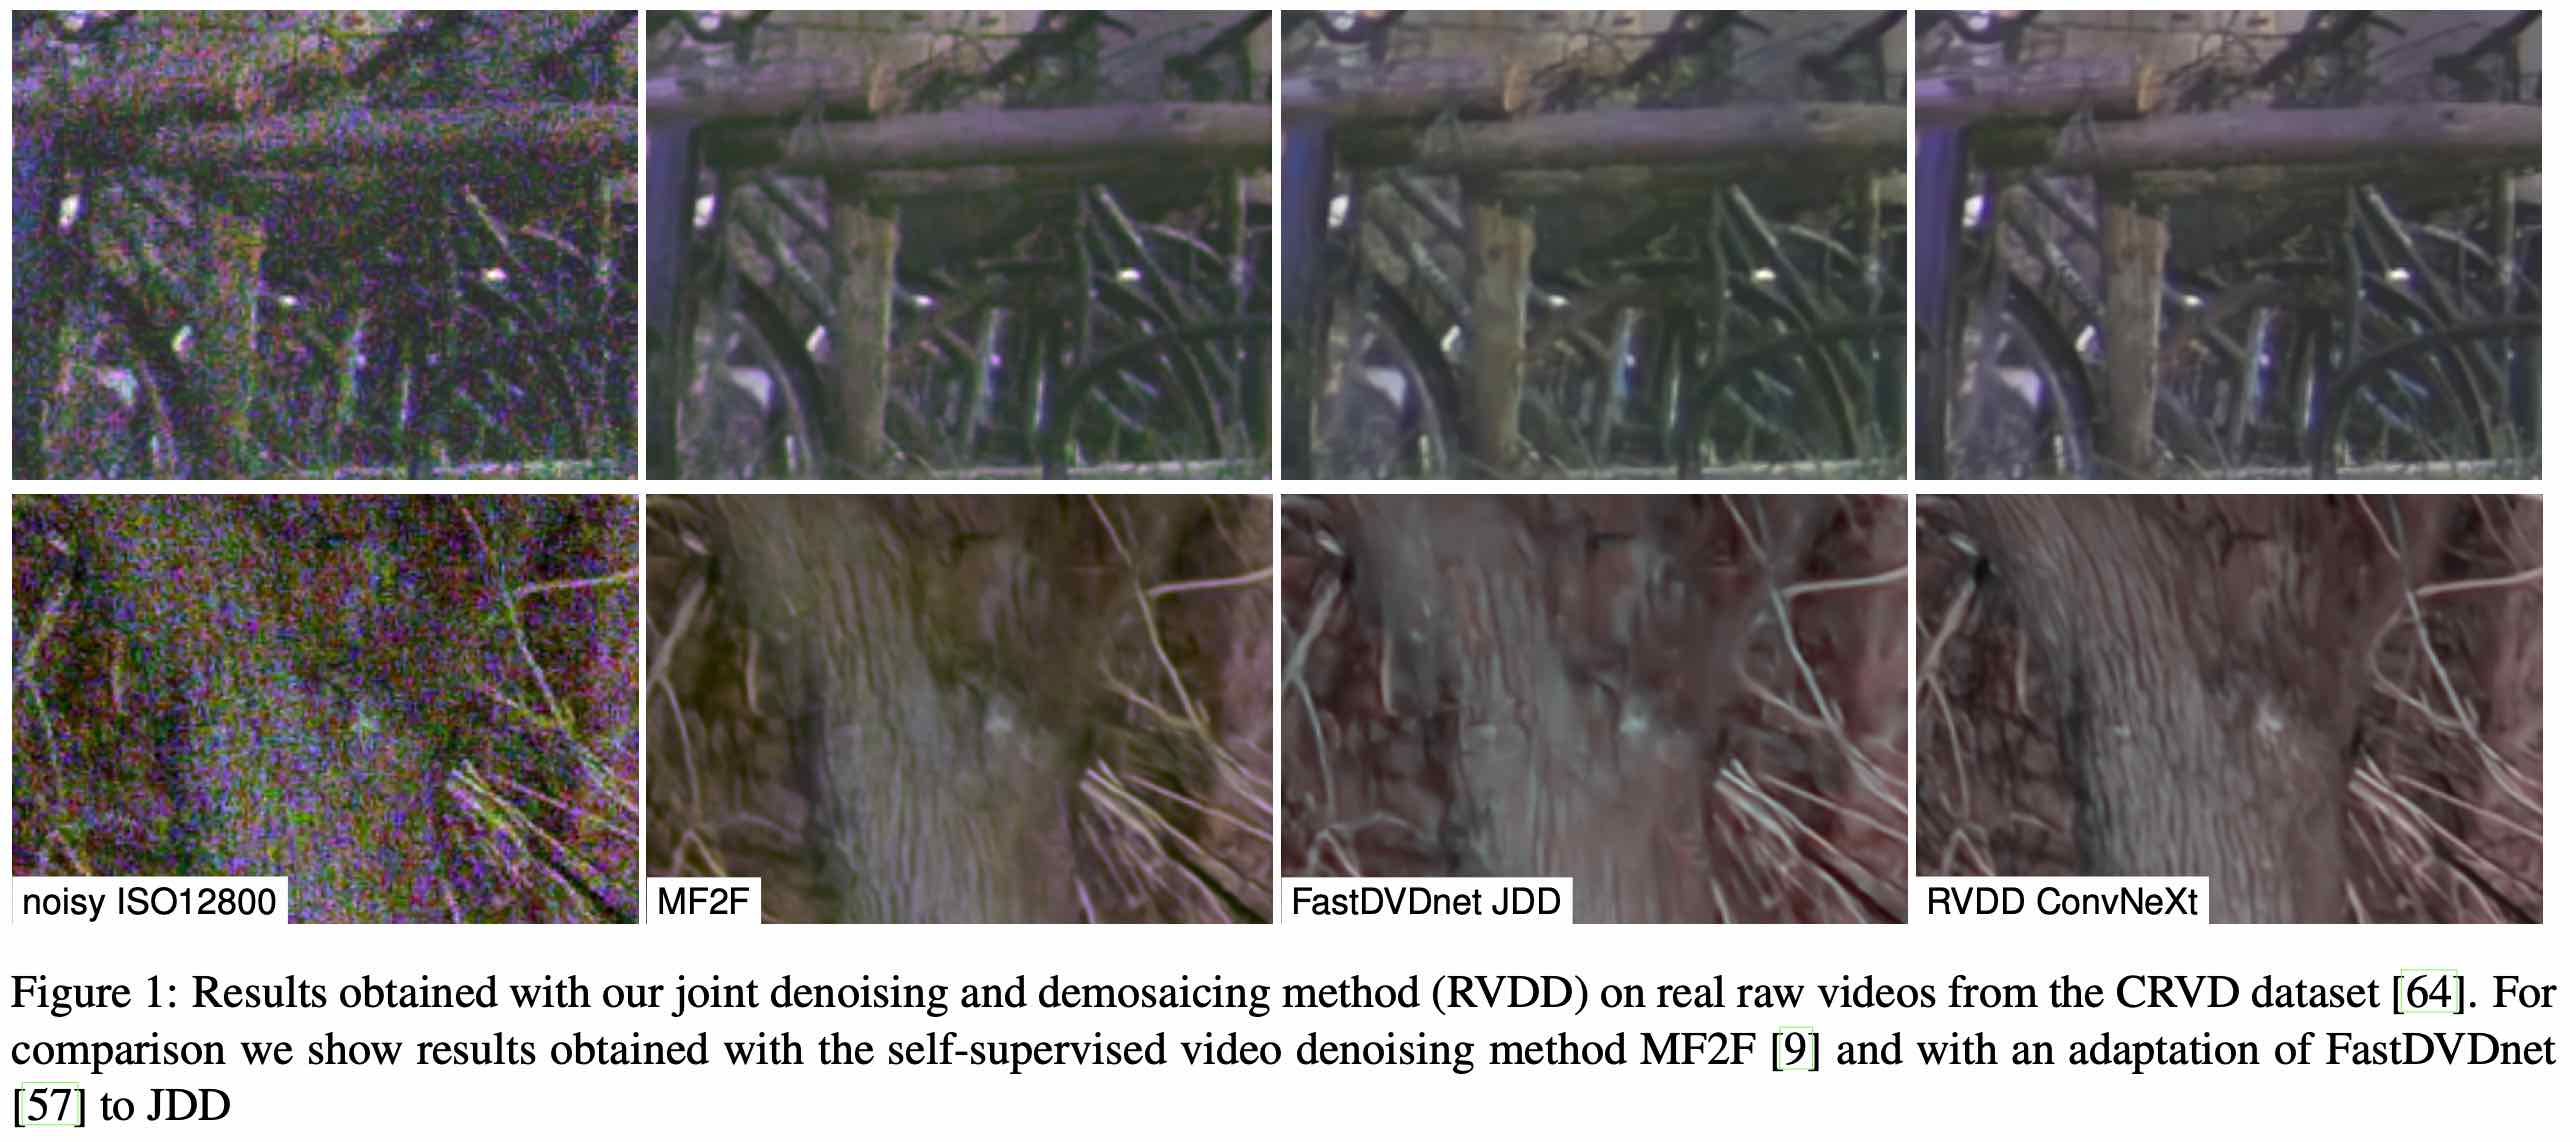 noisy ISO12800
MF2F
FastDVDnet JDD
RVDD ConvNeXt
Figure 1: Results obtained with our joint denoising and demosaicing method (RVDD) on real raw videos from the CRVD dataset [64]. For
comparison we show results obtained with the self-supervised video denoising method MF2F [9] and with an adaptation of FastDVDnet
[57] to JDD